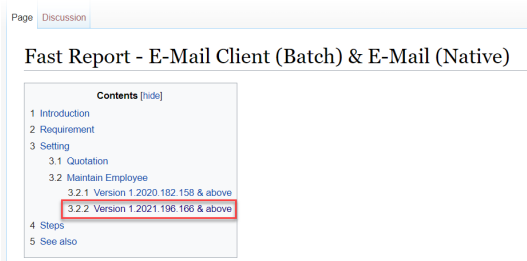 Page Discussion
Fast Report - E-Mail Client (Batch) & E-Mail (Native)
Contents [hide]
1 Introduction
2 Requirement
3 Setting
3.1 Quotation
3.2 Maintain Employee
3.2.1 Version 1.2020.182.158 & above
3.2.2 Version 1.2021.196.166 & above
4 Steps
5 See also